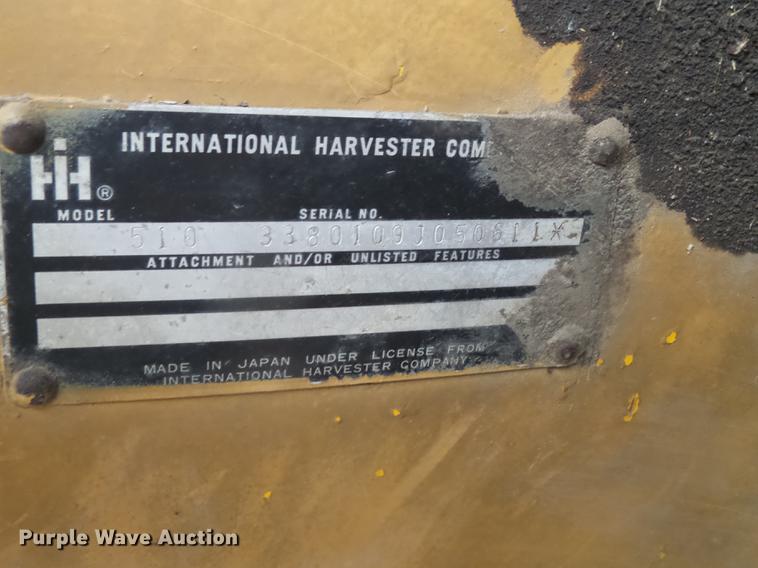 INTERNATIONAL HARVESTER COM
IH ®
MODEL SERIAL NO.
510
ATTACHMENT AND/OR UNLISTED FEATURES
MADE IN JAPAN UNDER LICENSE FROM
INTERNATIONAL HARVESTER COMPANY
Purple Wave Auction